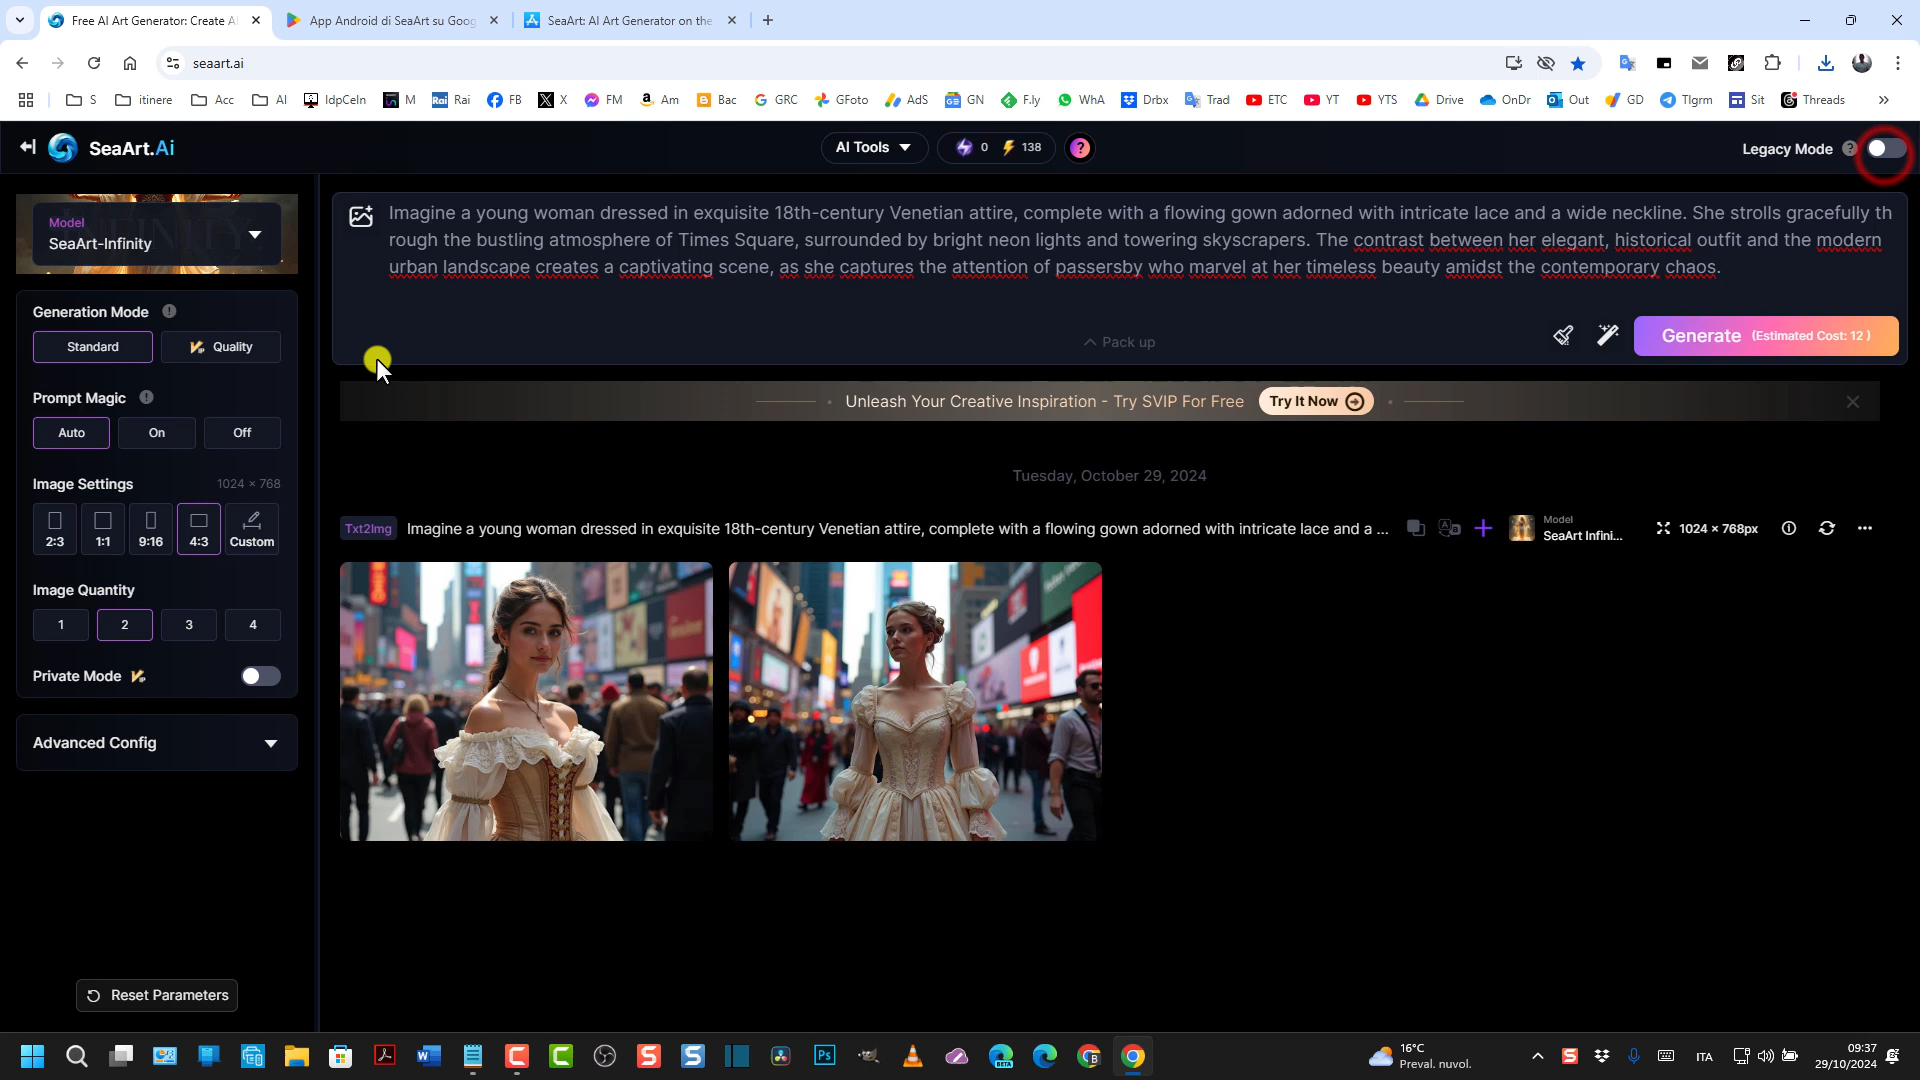 Free AI Art Generator: Create A
App Android di SeaArt su Goog
SeaArt: AI Art Generator on the
seaart.ai
S
itinere
Acc
AI
IdpCeln
M
Rai
FB
X
FM
Am
Bac
GRC
GFoto
AdS
GN
F.ly
WhA
Drbx
Trad
ETC
YT
YTS
Drive
OnDr
Out
GD
Tlgrm
Sit
Threads
SeaArt.Ai
AI Tools
0
138
Legacy Mode
Model
SeaArt-Infinity
Imagine a young woman dressed in exquisite 18th-century Venetian attire, complete with a flowing gown adorned with intricate lace and a wide neckline. She strolls gracefully th
rough the bustling atmosphere of Times Square, surrounded by bright neon lights and towering skyscrapers. The contrast between her elegant, historical outfit and the modern
urban landscape creates a captivating scene, as she captures the attention of passersby who marvel at her timeless beauty amidst the contemporary chaos.
Pack up
Generate (Estimated Cost: 12 )
Generation Mode
Standard
Quality
Unleash Your Creative Inspiration - Try SVIP For Free
Try It Now
Prompt Magic
Auto
On
Off
Tuesday, October 29, 2024
Image Settings
1024 × 768
2:3
1:1
9:16
4:3
Custom
Txt2Img
Imagine a young woman dressed in exquisite 18th-century Venetian attire, complete with a flowing gown adorned with intricate lace and a ...
Model
SeaArt Infini...
1024 × 768px
Image Quantity
1
2
3
4
Private Mode
Advanced Config
Reset Parameters
16°C
Preval. nuvol.
ITA
09:37
29/10/2024